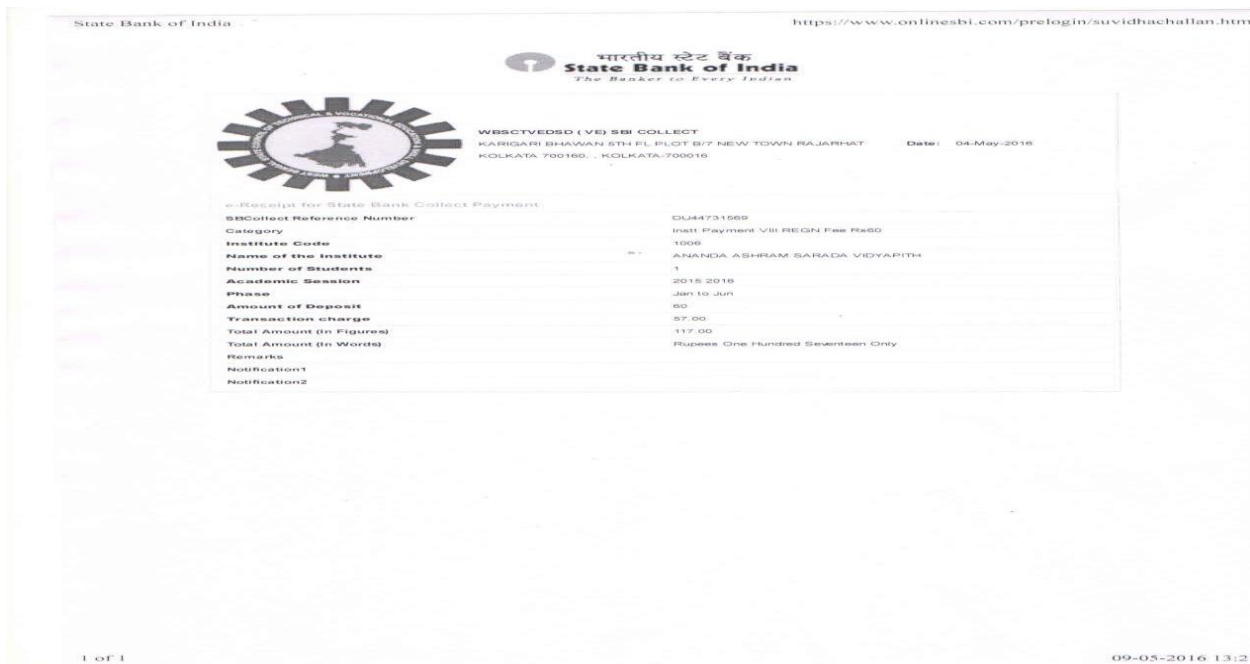 State Bank of India
https://www.onlinesbi.com/prelogin/suvidhachallan.htm
भारतीय स्टेट बैंक
State Bank of India
The Banker to Every Indian
WBSCTVEDSD ( VE) SBI COLLECT
KARIGARI BHAWAN 5TH FL PLOT B/7 NEW TOWN RAJARHAT Date: 04-May-2016
KOLKATA 700160, , KOLKATA-700016
e-Receipt for State Bank Collect Payment
SBCollect Reference Number DU44731569
Category Instt Payment VIII REGN Fee Rs60
Institute Code 1006
Name of the Institute ANANDA ASHRAM SARADA VIDYAPITH
Number of Students 1
Academic Session 2015 2016
Phase Jan to Jun
Amount of Deposit 60
Transaction charge 57.00
Total Amount (In Figures) 117.00
Total Amount (In Words) Rupees One Hundred Seventeen Only
Remarks
Notification1
Notification2
1 of 1 09-05-2016 13:2